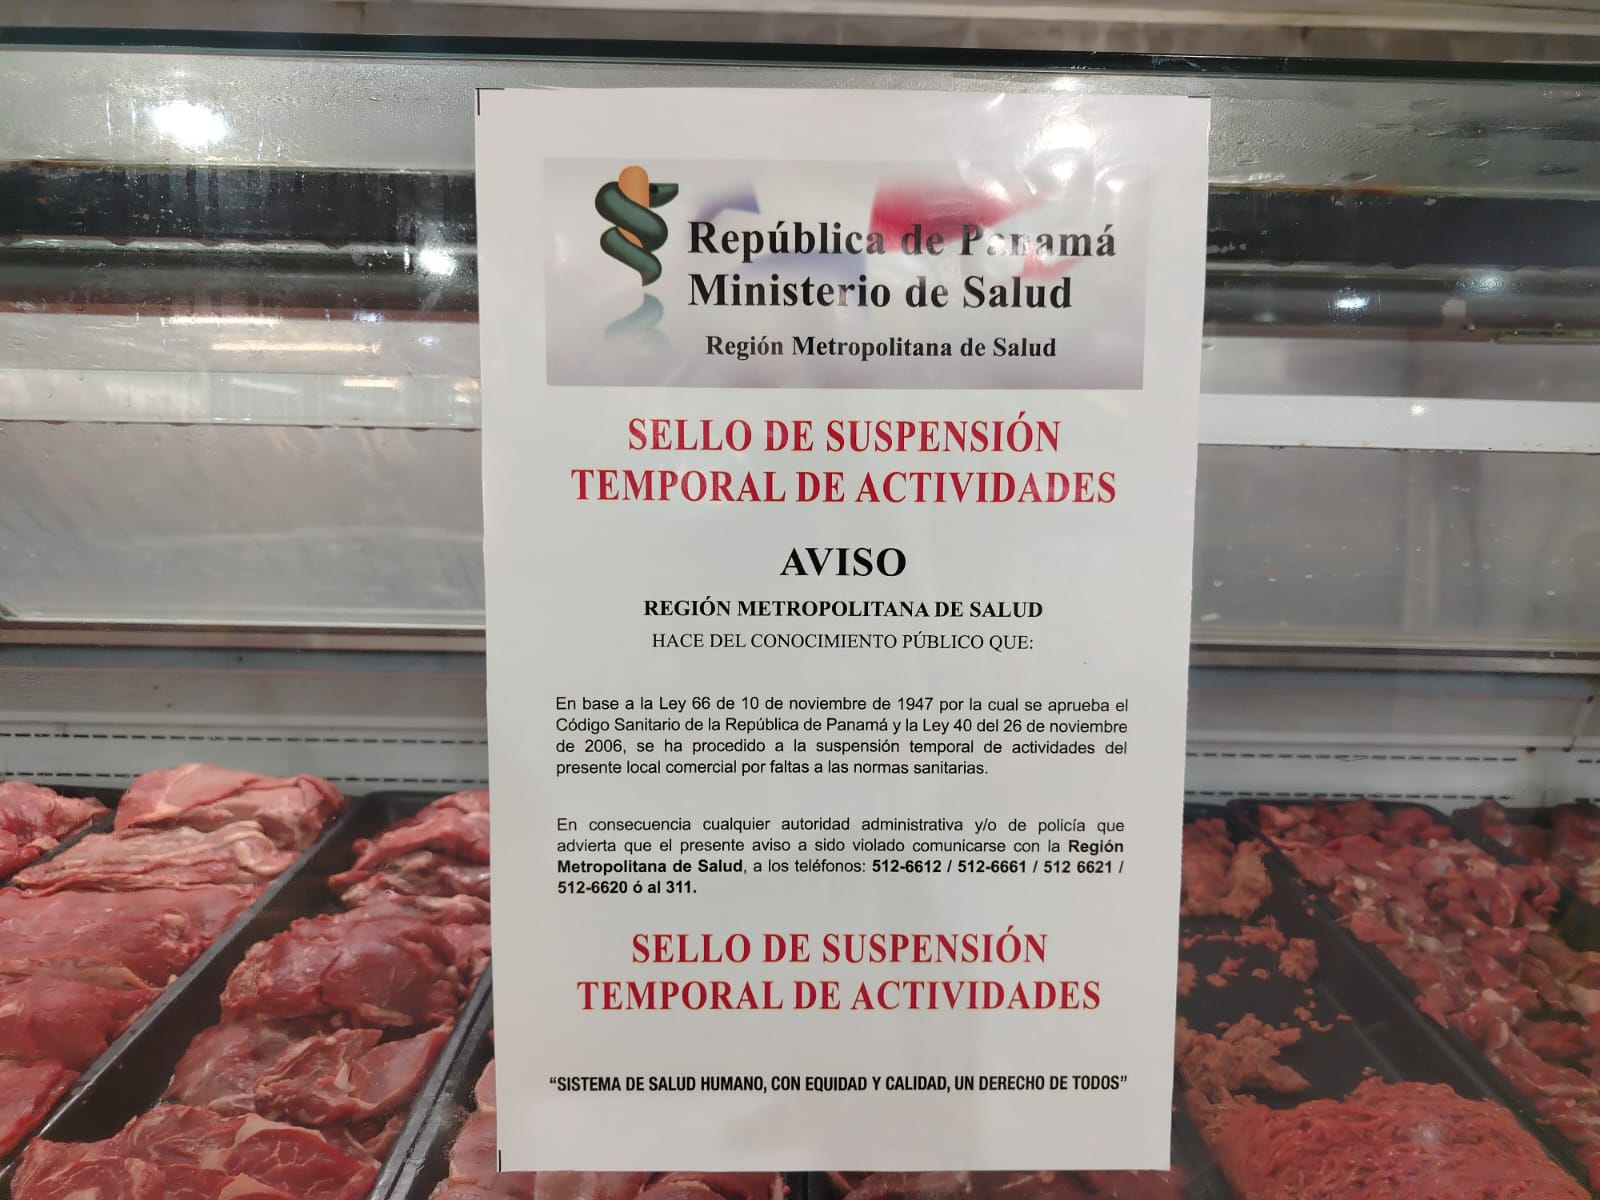 República de Panamá
Ministerio de Salud
Región Metropolitana de Salud
SELLO DE SUSPENSIÓN
TEMPORAL DE ACTIVIDADES
AVISO
REGIÓN METROPOLITANA DE SALUD
HACE DEL CONOCIMIENTO PÚBLICO QUE:
En base a la Ley 66 de 10 de noviembre de 1947 por la cual se aprueba el
Código Sanitario de la República de Panamá y la Ley 40 del 26 de noviembre
de 2006, se ha procedido a la suspensión temporal de actividades del
presente local comercial por faltas a las normas sanitarias.
En consecuencia cualquier autoridad administrativa y/o de policía que
advierta que el presente aviso a sido violado comunicarse con la Región
Metropolitana de Salud, a los teléfonos: 512-6612 / 512-6661 / 512 6621 /
512-6620 ó al 311.
SELLO DE SUSPENSIÓN
TEMPORAL DE ACTIVIDADES
“SISTEMA DE SALUD HUMANO, CON EQUIDAD Y CALIDAD, UN DERECHO DE TODOS”